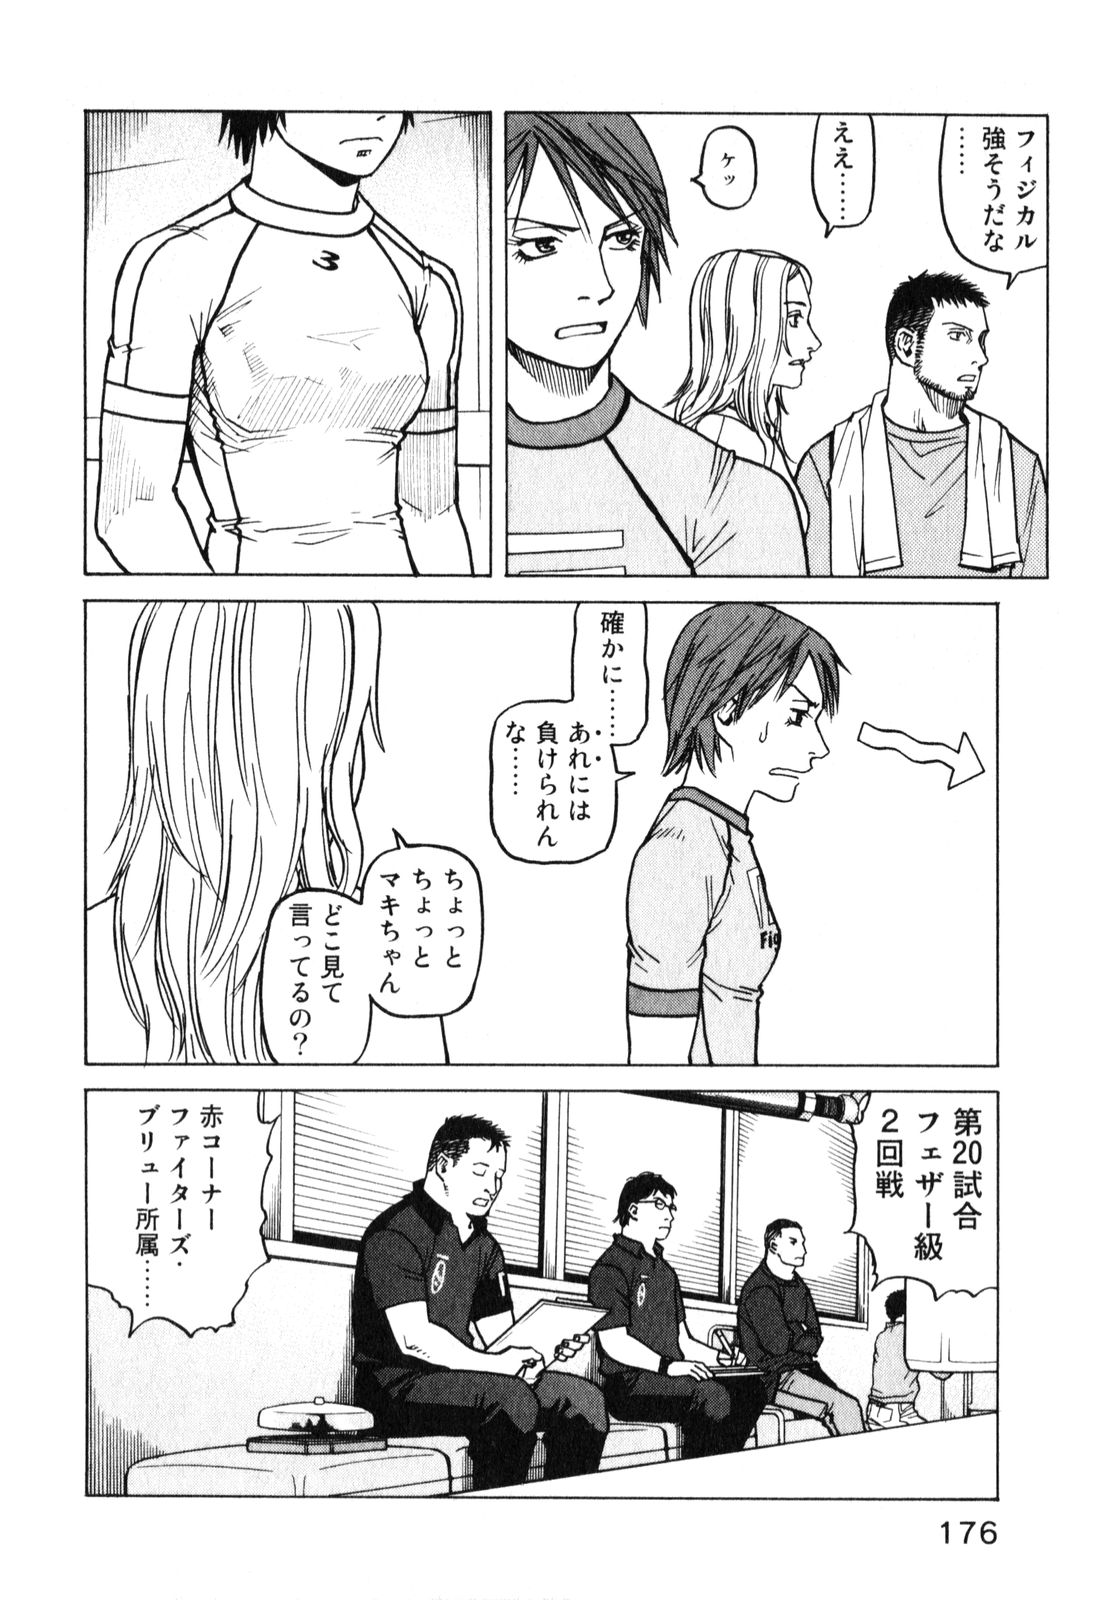 フィジカル
強そうだな
……
ええ……
ケッ
3
確かに……
あれには
負けられん
な……
Fig
ちょっと
ちょっと
マキちゃん
どこ見て
言ってるの？
第20試合
フェザー級
2回戦
赤コーナー
ファイターズ・
ブリュー所属……
176